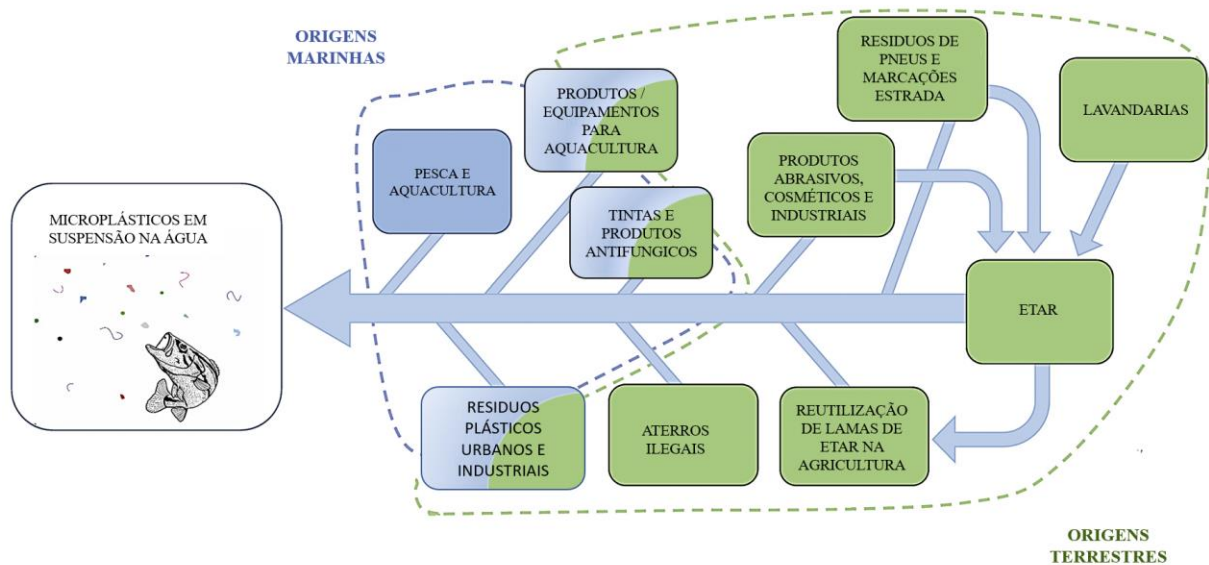 ORIGENS
MARINHAS
RESIDUOS DE
PNEUS E
MARCAÇÕES
ESTRADA
LAVANDARIAS
PRODUTOS /
EQUIPAMENTOS
PARA
AQUACULTURA
PESCA E
AQUACULTURA
PRODUTOS
ABRASIVOS,
COSMÉTICOS E
INDUSTRIAIS
TINTAS E
PRODUTOS
ANTIFUNGICOS
MICROPLÁSTICOS EM
SUSPENSÃO NA ÁGUA
ETAR
RESIDUOS
PLÁSTICOS
URBANOS E
INDUSTRIAIS
ATERROS
ILEGAIS
REUTILIZAÇÃO
DE LAMAS DE
ETAR NA
AGRICULTURA
ORIGENS
TERRESTRES